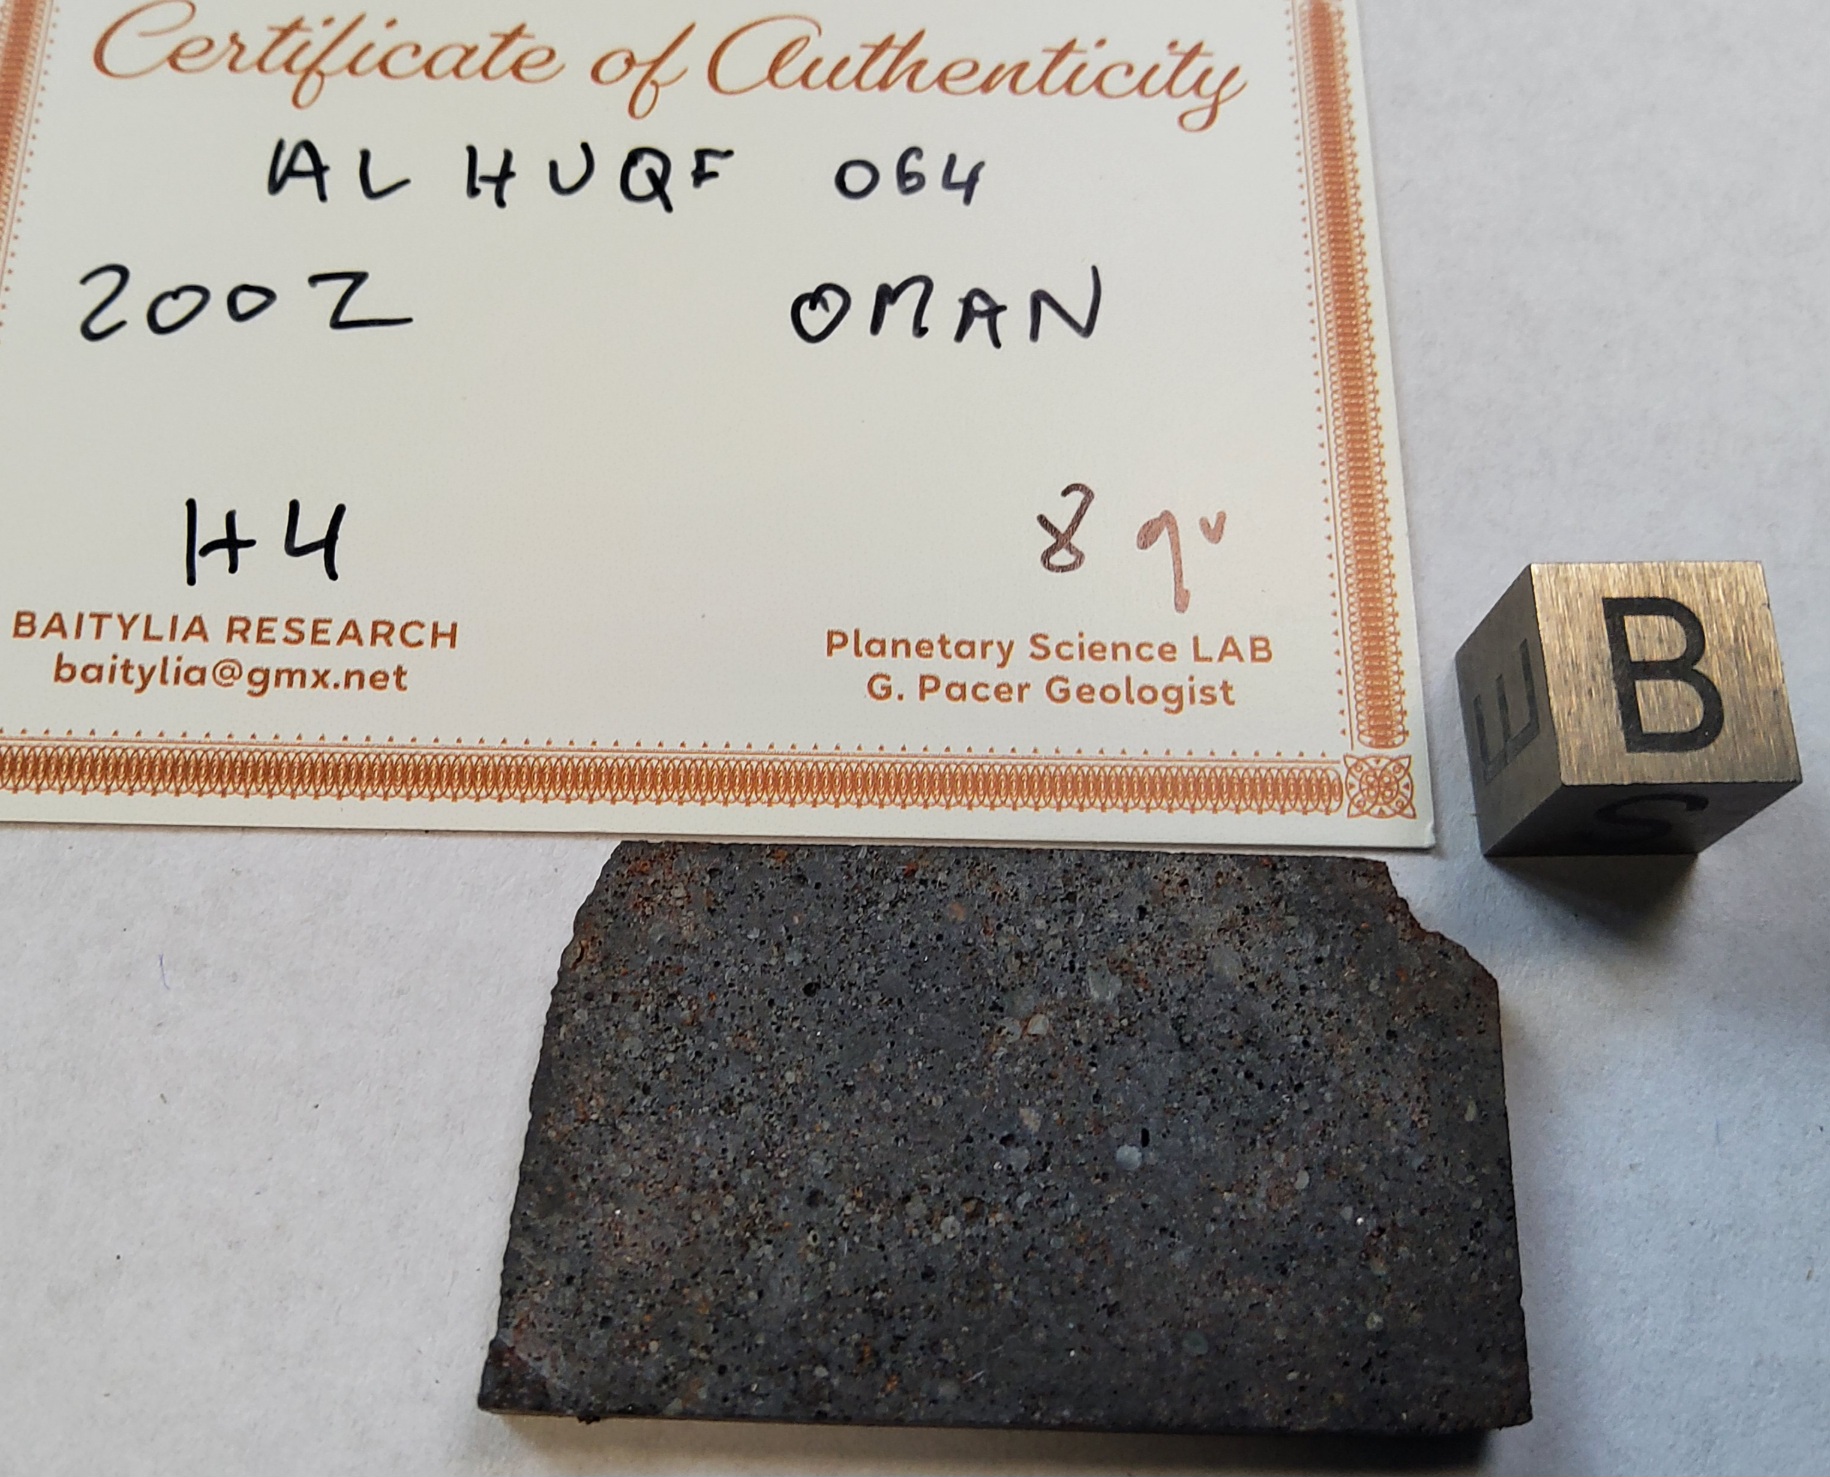 Certificate of Authenticity
AL HUQF 064
2002 OMAN
H4 8 gr
BAITYLIA RESEARCH
baitylia@gmx.net
Planetary Science LAB
G. Pacer Geologist
B
E
S